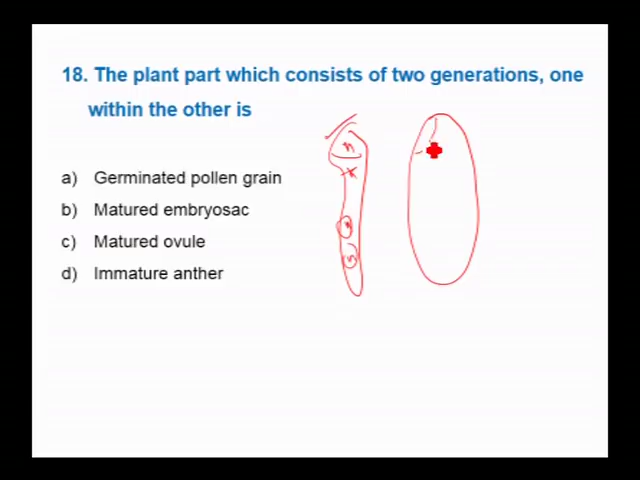 18. The plant part which consists of two generations, one
within the other is
a) Germinated pollen grain
b) Matured embryosac
c) Matured ovule
d) Immature anther